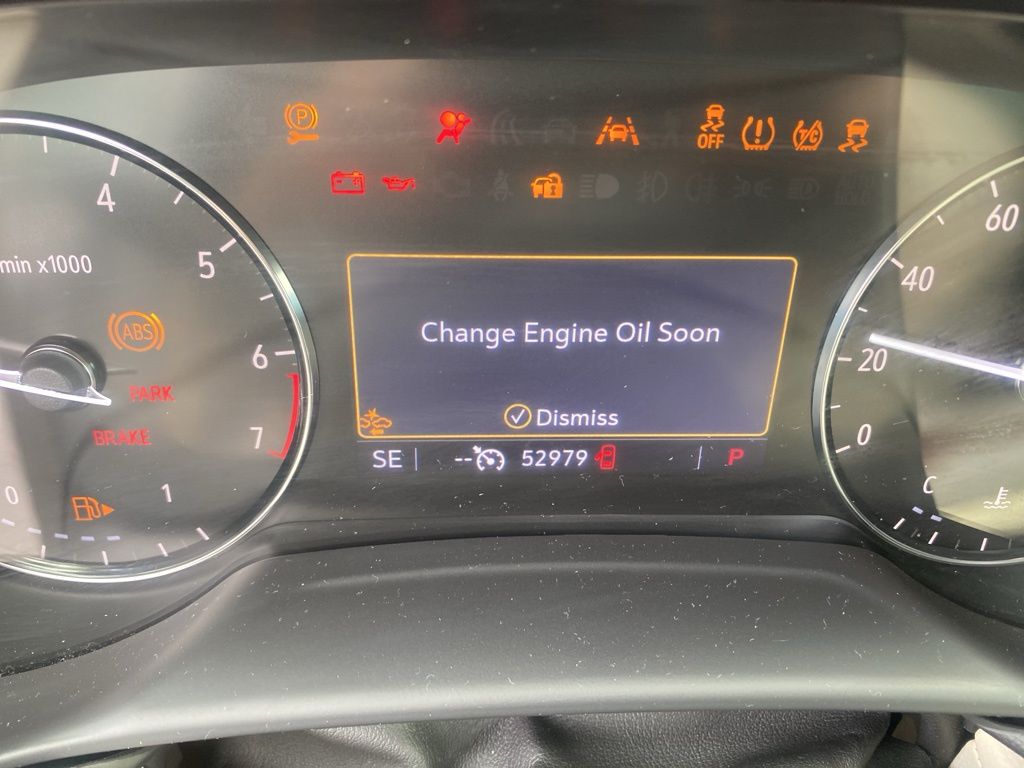 P
OFF
TC
4
5
min x1000
6
7
ABS
PARK
BRAKE
0
1
Change Engine Oil Soon
Dismiss
SE -- 52979 P
60
40
20
0
C